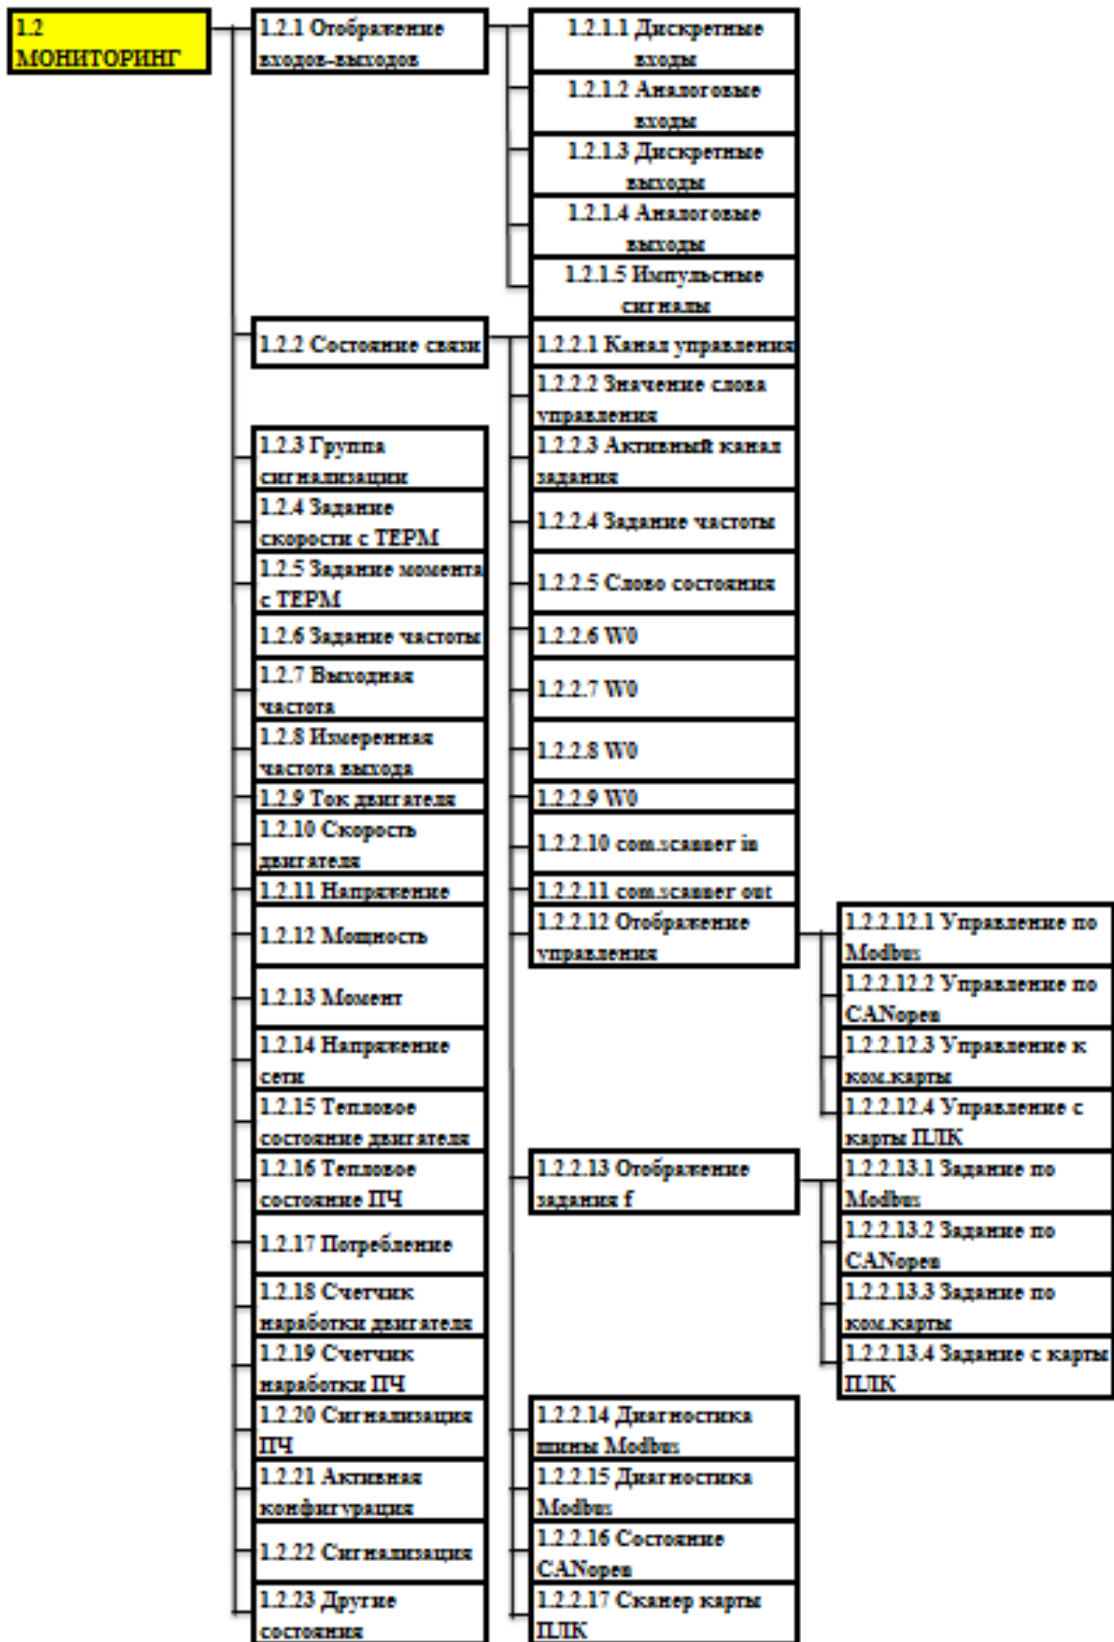 1.2
МОНИТОРИНГ
1.2.1 Отображение
входов-выходов
1.2.1.1 Дискретные
входы
1.2.1.2 Аналоговые
входы
1.2.1.3 Дискретные
выходы
1.2.1.4 Аналоговые
выходы
1.2.1.5 Импульсные
сигналы
1.2.2 Состояние связи
1.2.2.1 Канал управления
1.2.2.2 Значение слова
управления
1.2.2.3 Активный канал
задания
1.2.2.4 Задание частоты
1.2.2.5 Слово состояния
1.2.2.6 W0
1.2.2.7 W0
1.2.2.8 W0
1.2.2.9 W0
1.2.2.10 com.scanner in
1.2.2.11 com.scanner out
1.2.2.12 Отображение
управления
1.2.2.12.1 Управление по
Modbus
1.2.2.12.2 Управление по
CANopen
1.2.2.12.3 Управление к
ком.карты
1.2.2.12.4 Управление с
карты ПЛК
1.2.2.13 Отображение
задания f
1.2.2.13.1 Задание по
Modbus
1.2.2.13.2 Задание по
CANopen
1.2.2.13.3 Задание по
ком.карты
1.2.2.13.4 Задание с карты
ПЛК
1.2.2.14 Диагностика
шины Modbus
1.2.2.15 Диагностика
Modbus
1.2.2.16 Состояние
CANopen
1.2.2.17 Сканер карты
ПЛК
1.2.3 Группа
сигнализации
1.2.4 Задание
скорости с ТЕРМ
1.2.5 Задание момента
с ТЕРМ
1.2.6 Задание частоты
1.2.7 Выходная
частота
1.2.8 Измеренная
частота выхода
1.2.9 Ток двигателя
1.2.10 Скорость
двигателя
1.2.11 Напряжение
1.2.12 Мощность
1.2.13 Момент
1.2.14 Напряжение
сети
1.2.15 Тепловое
состояние двигателя
1.2.16 Тепловое
состояние ПЧ
1.2.17 Потребление
1.2.18 Счетчик
наработки двигателя
1.2.19 Счетчик
наработки ПЧ
1.2.20 Сигнализация
ПЧ
1.2.21 Активная
конфигурация
1.2.22 Сигнализация
1.2.23 Другие
состояния